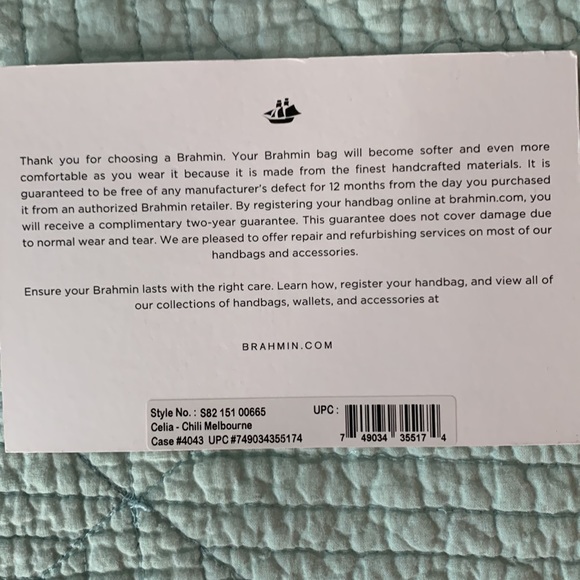 Thank you for choosing a Brahmin. Your Brahmin bag will become softer and even more
comfortable as you wear it because it is made from the finest handcrafted materials. It is
guaranteed to be free of any manufacturer's defect for 12 months from the day you purchased
it from an authorized Brahmin retailer. By registering your handbag online at brahmin.com, you
will receive a complimentary two-year guarantee. This guarantee does not cover damage due
to normal wear and tear. We are pleased to offer repair and refurbishing services on most of our
handbags and accessories.
Ensure your Brahmin lasts with the right care. Learn how, register your handbag, and view all of
our collections of handbags, wallets, and accessories at
BRAHMIN.COM
Style No.: S82 151 00665 UPC:
Celia - Chili Melbourne
Case #4043 UPC #749034355174
7 49034 35517 4